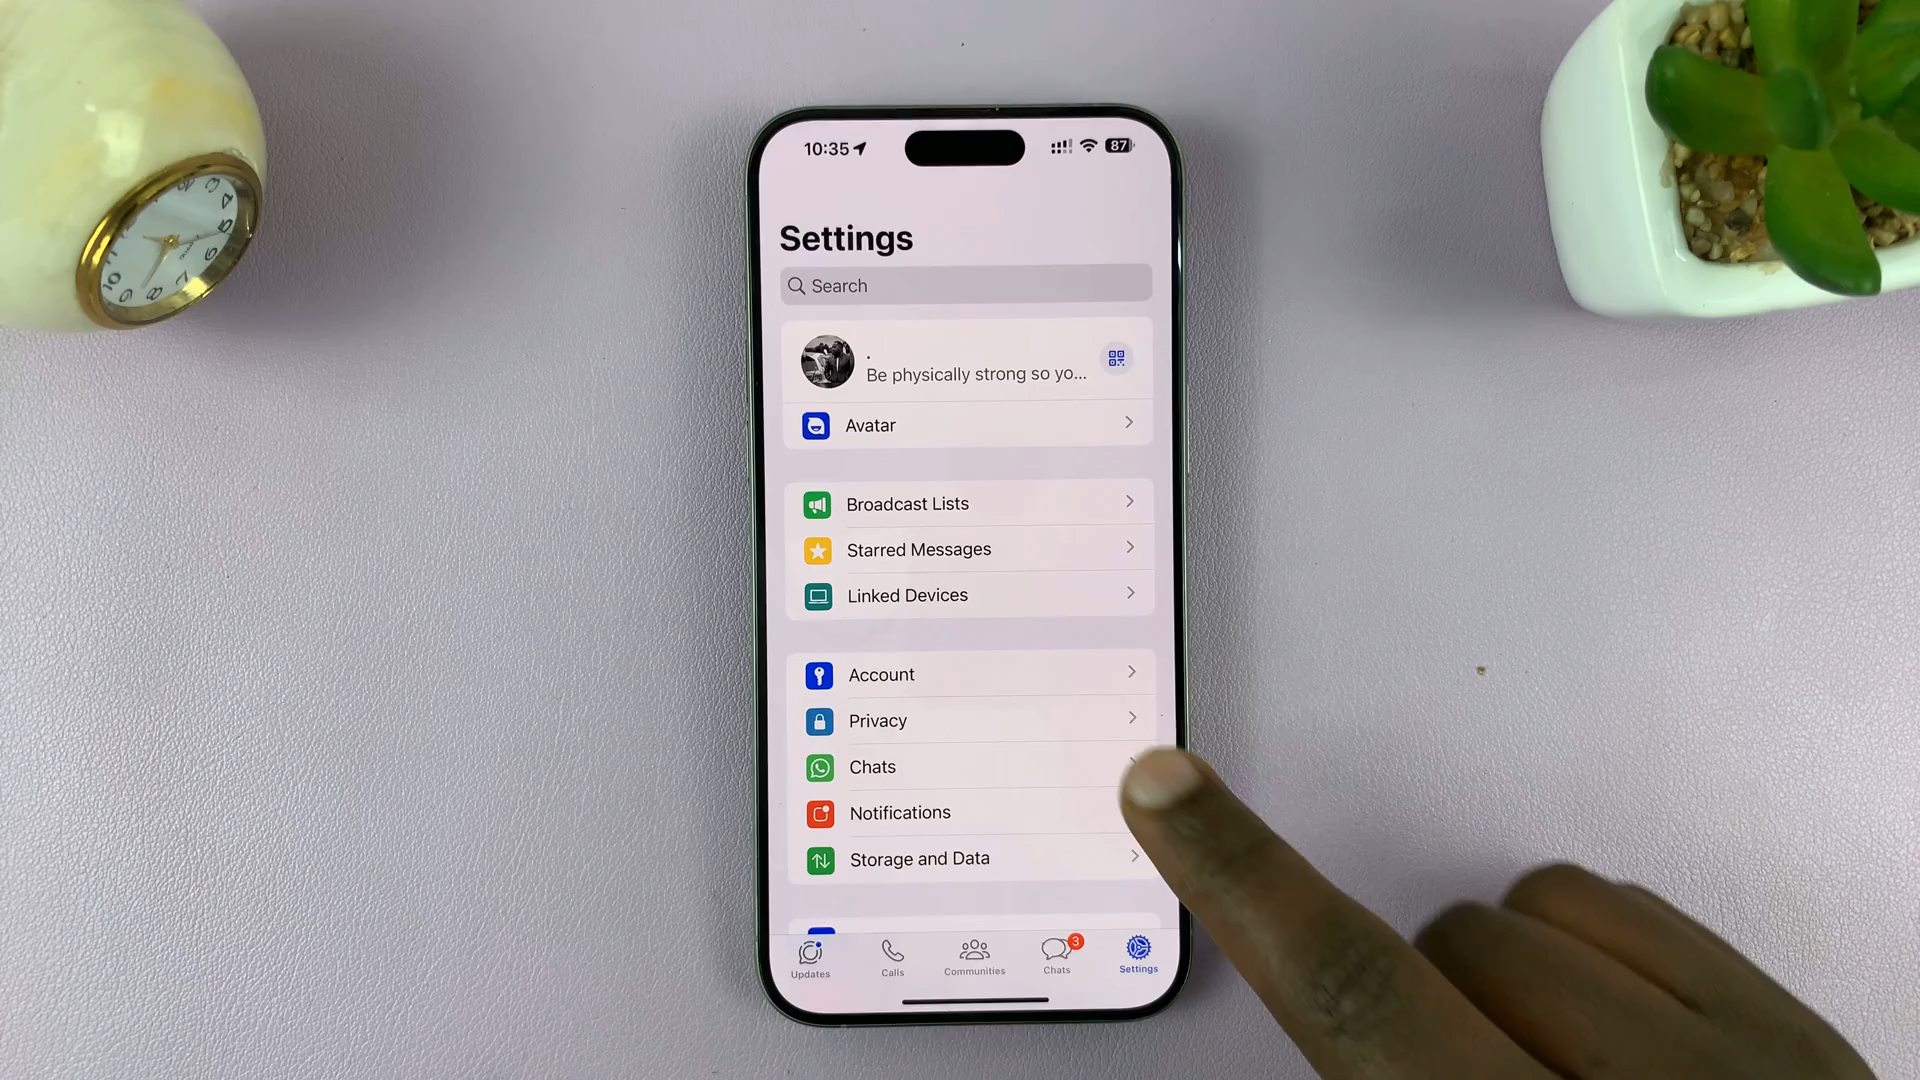 10:35
87
Settings
Search
.
Be physically strong so yo...
Avatar
Broadcast Lists
Starred Messages
Linked Devices
Account
Privacy
Chats
Notifications
Storage and Data
Updates
Calls
Communities
Chats
3
Settings